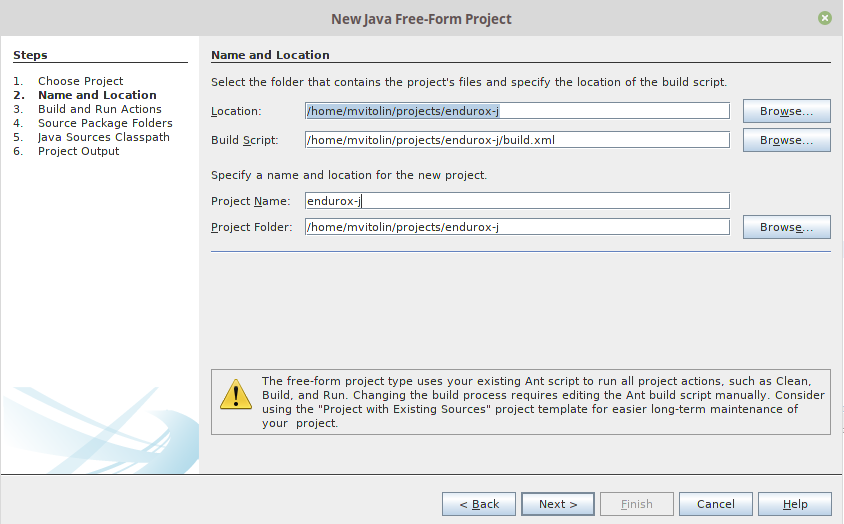 New Java Free-Form Project
Steps
1. Choose Project
2. Name and Location
3. Build and Run Actions
4. Source Package Folders
5. Java Sources Classpath
6. Project Output
Name and Location
Select the folder that contains the project's files and specify the location of the build script.
Location: /home/mvitolin/projects/endurox-j Browse...
Build Script: /home/mvitolin/projects/endurox-j/build.xml Browse...
Specify a name and location for the new project.
Project Name: endurox-j
Project Folder: /home/mvitolin/projects/endurox-j Browse...
The free-form project type uses your existing Ant script to run all project actions, such as Clean,
Build, and Run. Changing the build process requires editing the Ant build script manually. Consider
using the "Project with Existing Sources" project template for easier long-term maintenance of
your project.
< Back Next > Finish Cancel Help